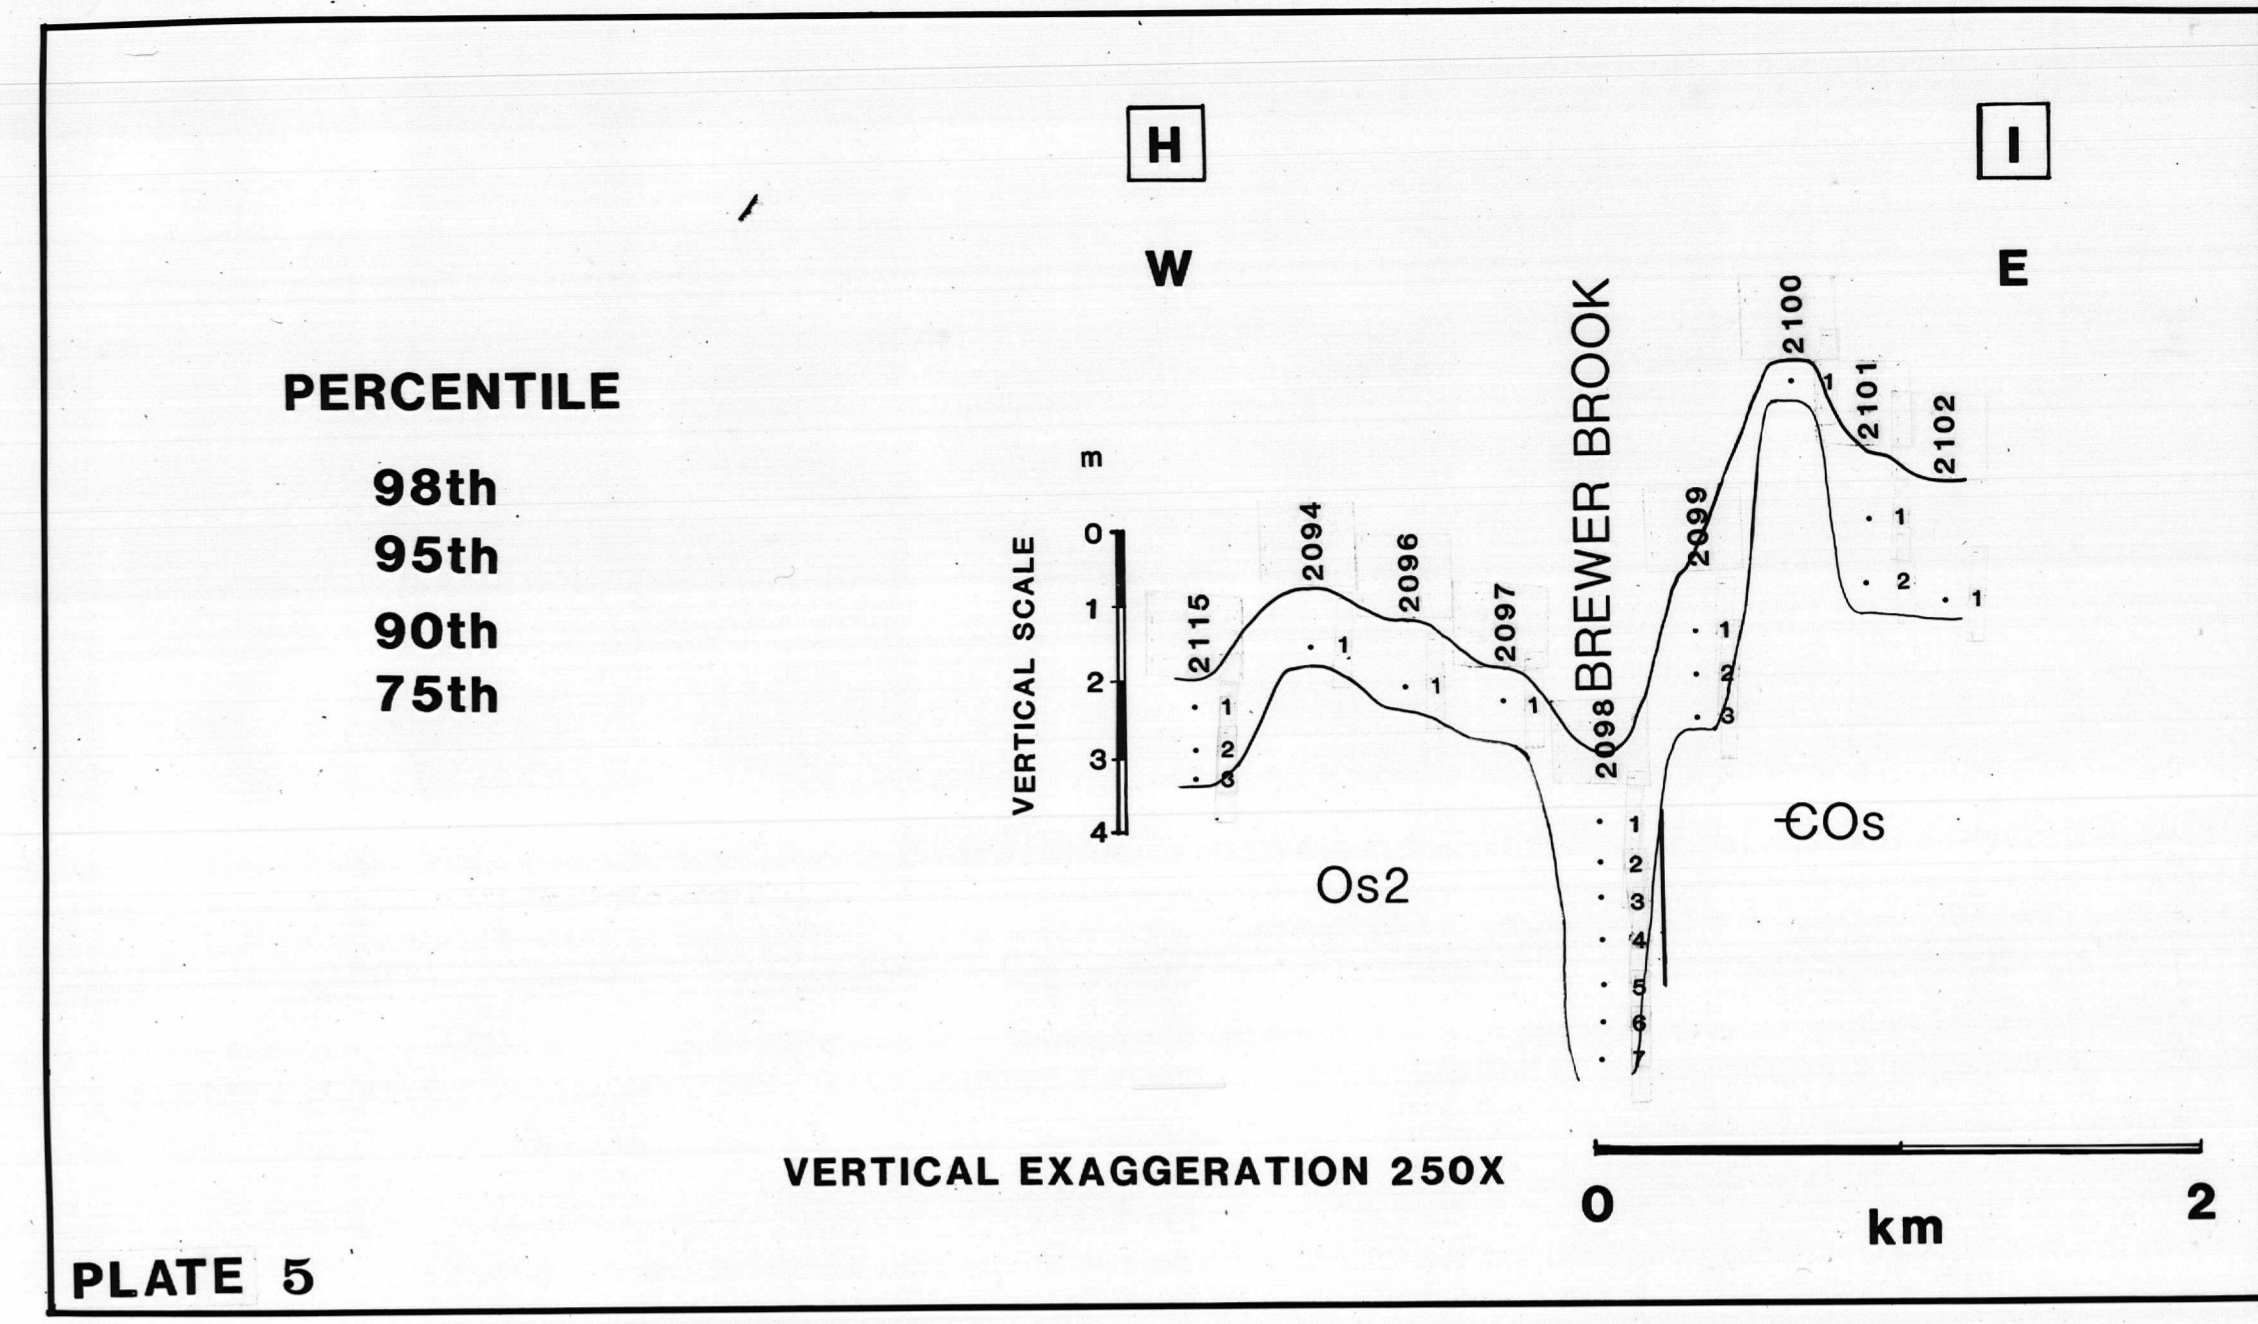 H
I
W
E
PERCENTILE
98th
95th
90th
75th
m
VERTICAL SCALE
0
1
2
3
4
2115
1
2
3
2094
1
2096
1
2097
1
BREWER BROOK
2098
1
2
3
4
5
6
7
2099
1
2
3
2100
1
2101
1
2
2102
1
Os2
ꞒOs
VERTICAL EXAGGERATION 250X
0
2
km
PLATE 5